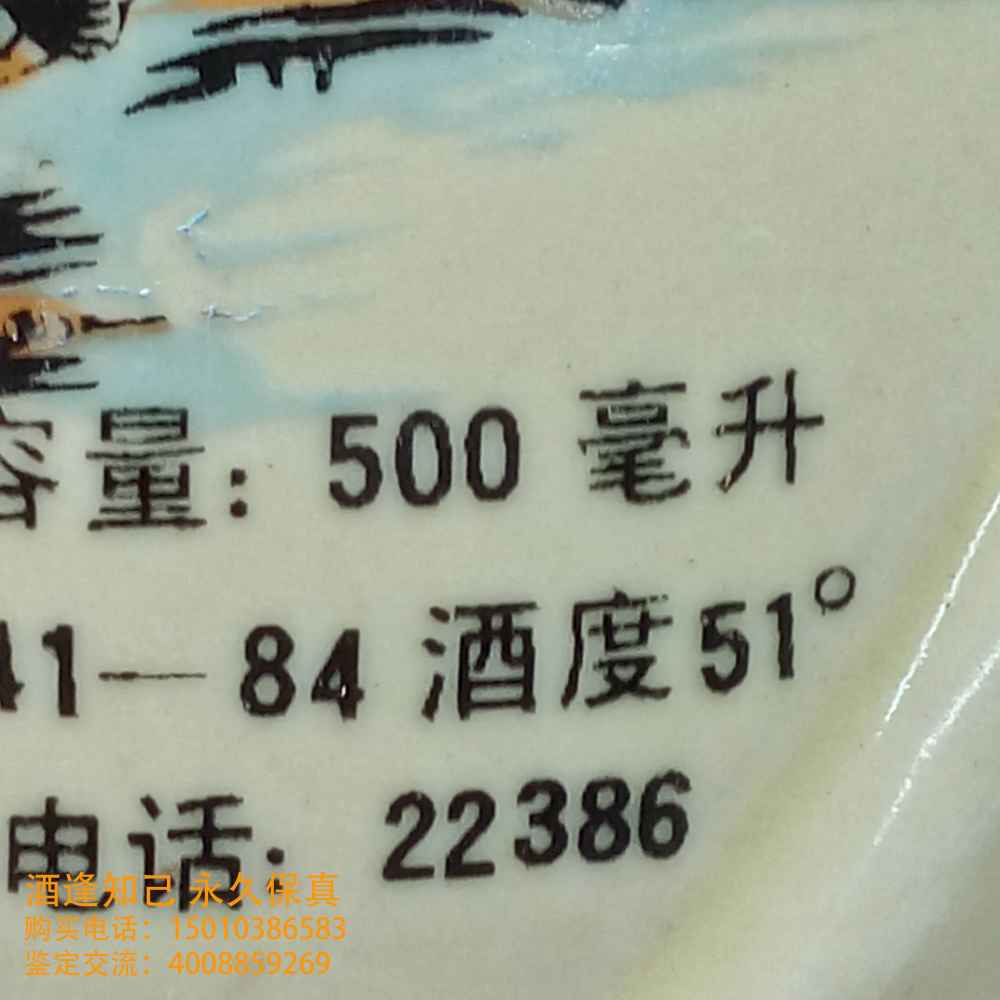 容量: 500 毫升
41—84 酒度51°
电话: 22386
酒逢知己 永久保真
购买电话：15010386583
鉴定交流：4008859269